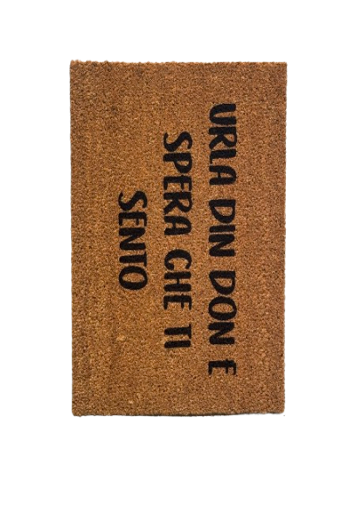 URLA DIN DON E
SPERA CHE TI
SENTO